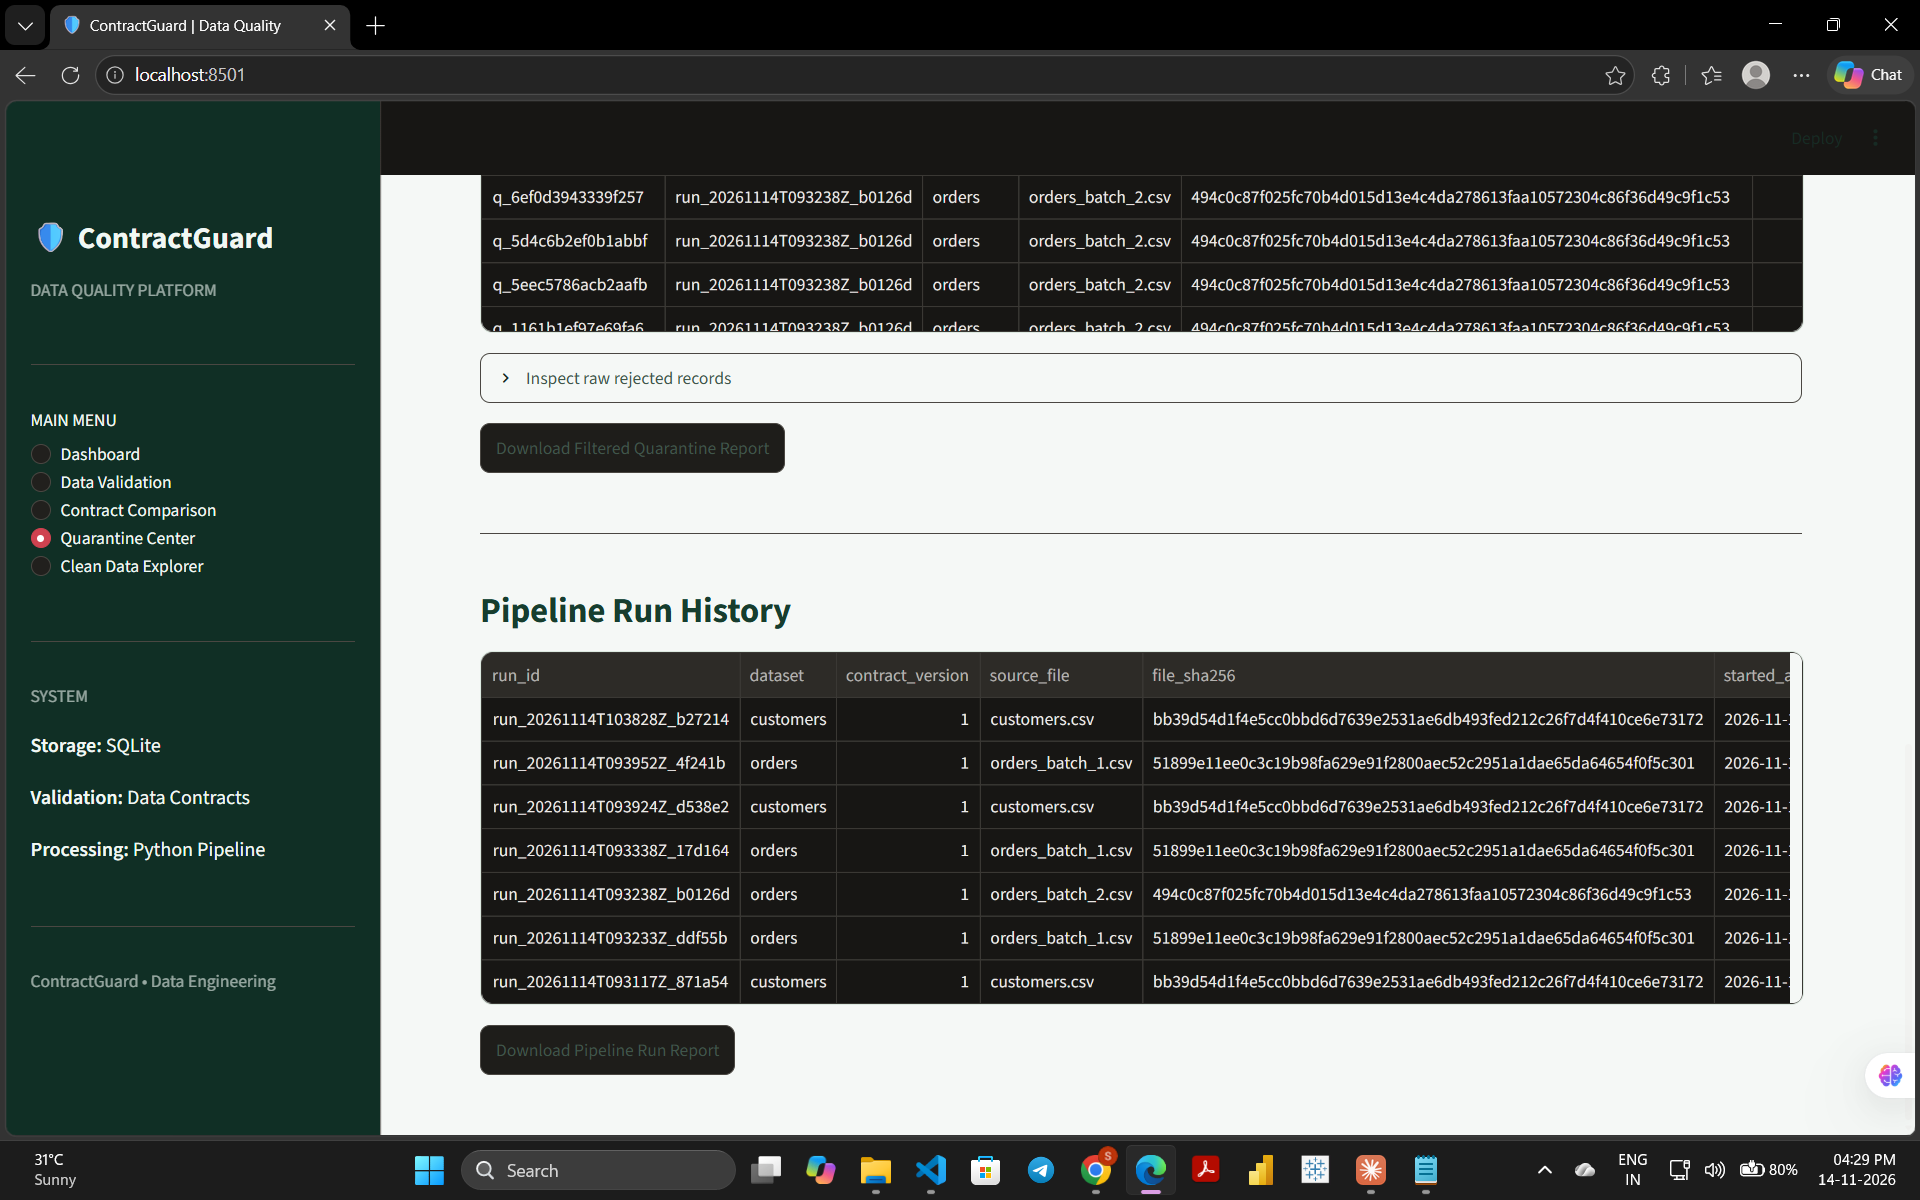 ContractGuard | Data Quality
localhost:8501
Chat
Deploy
ContractGuard
DATA QUALITY PLATFORM
MAIN MENU
Dashboard
Data Validation
Contract Comparison
Quarantine Center
Clean Data Explorer
SYSTEM
Storage: SQLite
Validation: Data Contracts
Processing: Python Pipeline
ContractGuard • Data Engineering
q_6ef0d3943339f257 run_20261114T093238Z_b0126d orders orders_batch_2.csv 494c0c87f025fc70b4d015d13e4c4da278613faa10572304c86f36d49c9f1c53
q_5d4c6b2ef0b1abbf run_20261114T093238Z_b0126d orders orders_batch_2.csv 494c0c87f025fc70b4d015d13e4c4da278613faa10572304c86f36d49c9f1c53
q_5eec5786acb2aafb run_20261114T093238Z_b0126d orders orders_batch_2.csv 494c0c87f025fc70b4d015d13e4c4da278613faa10572304c86f36d49c9f1c53
q_1161b1ef97e69fa6 run_20261114T093238Z_b0126d orders orders_batch_2.csv 494c0c87f025fc70b4d015d13e4c4da278613faa10572304c86f36d49c9f1c53
Inspect raw rejected records
Download Filtered Quarantine Report
Pipeline Run History
run_id dataset contract_version source_file file_sha256 started_a
run_20261114T103828Z_b27214 customers 1 customers.csv bb39d54d1f4e5cc0bbd6d7639e2531ae6db493fed212c26f7d4f410ce6e73172 2026-11-
run_20261114T093952Z_4f241b orders 1 orders_batch_1.csv 51899e11ee0c3c19b98fa629e91f2800aec52c2951a1dae65da64654f0f5c301 2026-11-
run_20261114T093924Z_d538e2 customers 1 customers.csv bb39d54d1f4e5cc0bbd6d7639e2531ae6db493fed212c26f7d4f410ce6e73172 2026-11-
run_20261114T093338Z_17d164 orders 1 orders_batch_1.csv 51899e11ee0c3c19b98fa629e91f2800aec52c2951a1dae65da64654f0f5c301 2026-11-
run_20261114T093238Z_b0126d orders 1 orders_batch_2.csv 494c0c87f025fc70b4d015d13e4c4da278613faa10572304c86f36d49c9f1c53 2026-11-
run_20261114T093233Z_ddf55b orders 1 orders_batch_1.csv 51899e11ee0c3c19b98fa629e91f2800aec52c2951a1dae65da64654f0f5c301 2026-11-
run_20261114T093117Z_871a54 customers 1 customers.csv bb39d54d1f4e5cc0bbd6d7639e2531ae6db493fed212c26f7d4f410ce6e73172 2026-11-
Download Pipeline Run Report
31°C
Sunny
Search
S
ENG
IN
80%
04:29 PM
14-11-2026